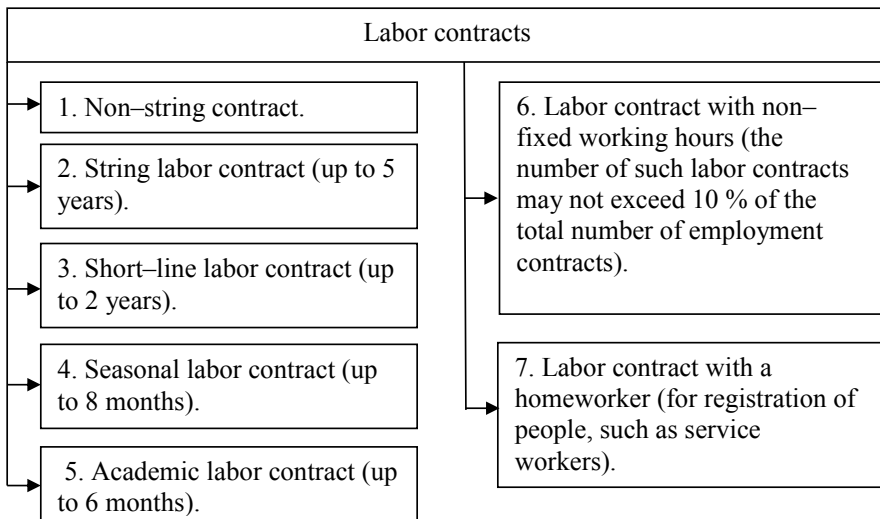 Labor contracts
1. Non–string contract.
2. String labor contract (up to 5
years).
3. Short–line labor contract (up
to 2 years).
4. Seasonal labor contract (up
to 8 months).
5. Academic labor contract (up
to 6 months).
6. Labor contract with non–
fixed working hours (the
number of such labor contracts
may not exceed 10 % of the
total number of employment
contracts).
7. Labor contract with a
homeworker (for registration of
people, such as service
workers).